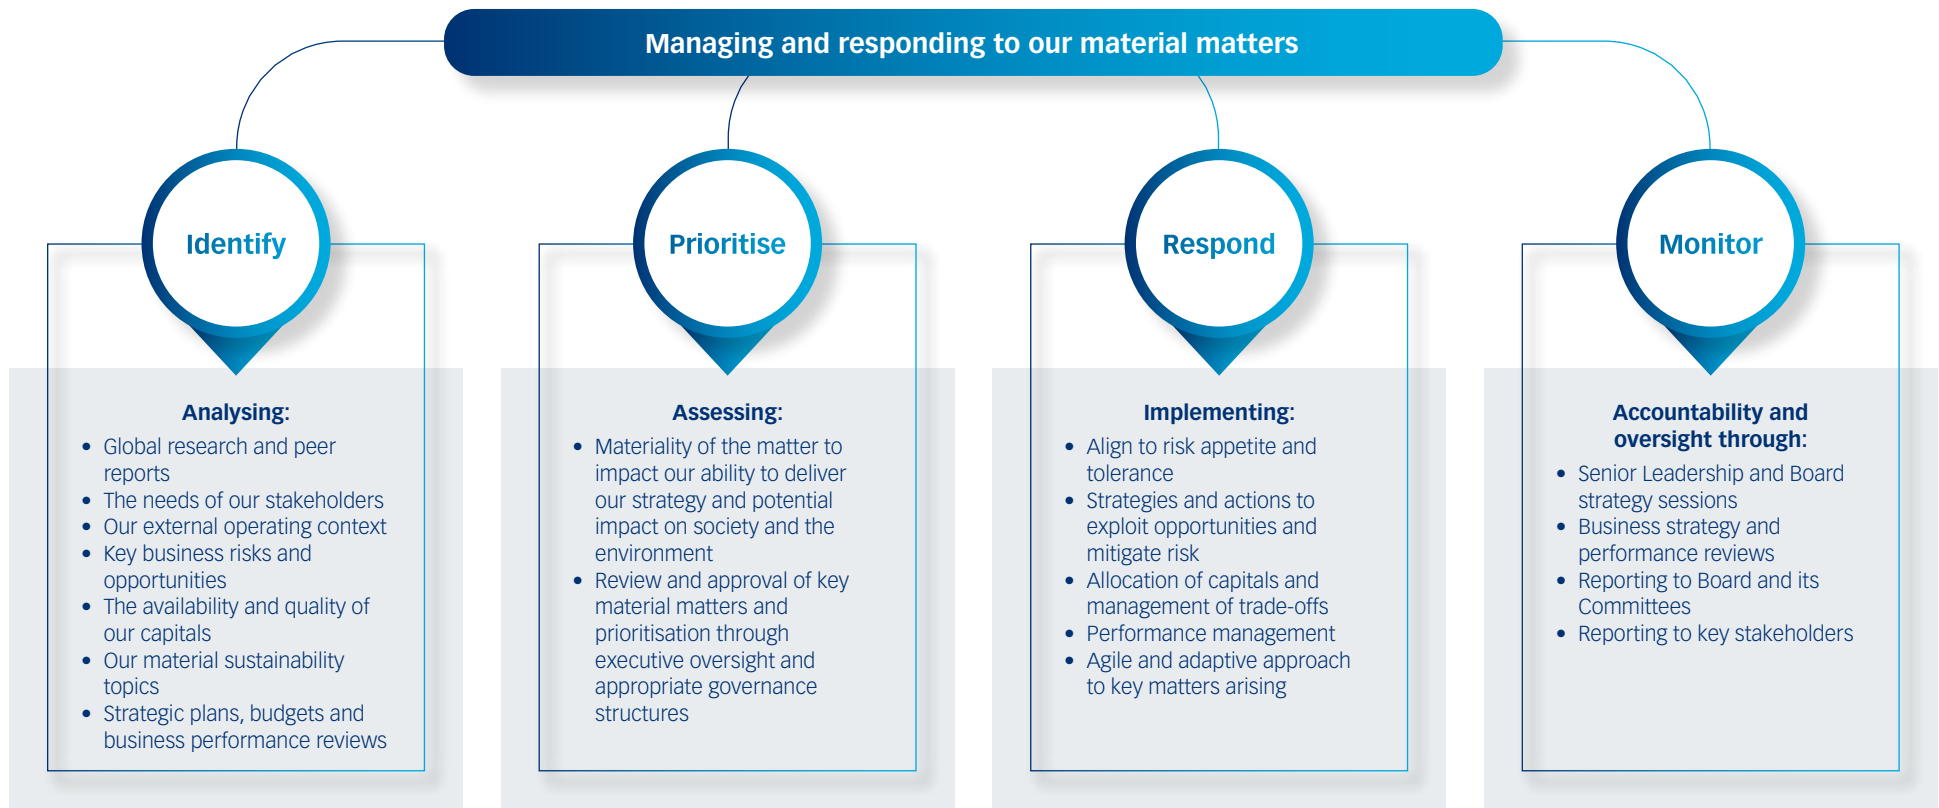 Managing and responding to our material matters
Identify
Analysing:
• Global research and peer
reports
• The needs of our stakeholders
• Our external operating context
• Key business risks and
opportunities
• The availability and quality of
our capitals
• Our material sustainability
topics
• Strategic plans, budgets and
business performance reviews
Prioritise
Assessing:
• Materiality of the matter to
impact our ability to deliver
our strategy and potential
impact on society and the
environment
• Review and approval of key
material matters and
prioritisation through
executive oversight and
appropriate governance
structures
Respond
Implementing:
• Align to risk appetite and
tolerance
• Strategies and actions to
exploit opportunities and
mitigate risk
• Allocation of capitals and
management of trade-offs
• Performance management
• Agile and adaptive approach
to key matters arising
Monitor
Accountability and
oversight through:
• Senior Leadership and Board
strategy sessions
• Business strategy and
performance reviews
• Reporting to Board and its
Committees
• Reporting to key stakeholders